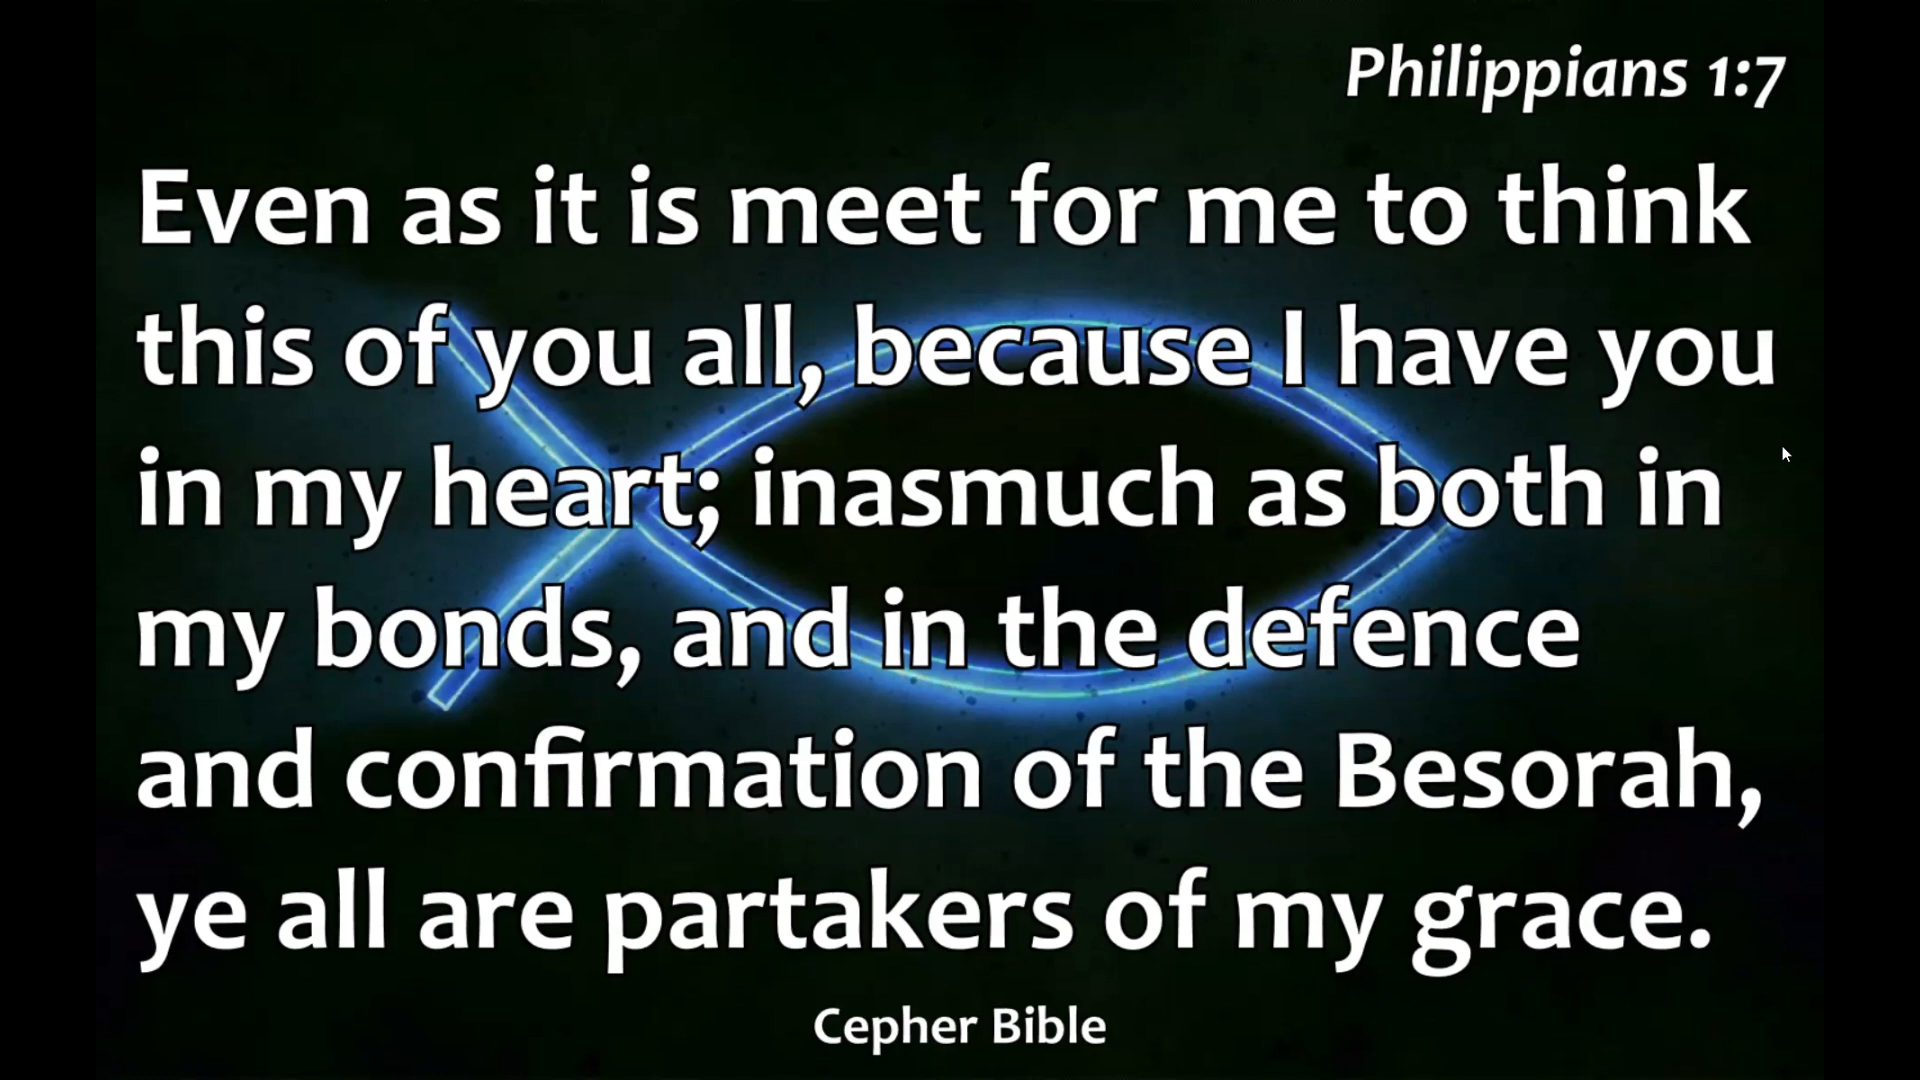 Philippians 1:7
Even as it is meet for me to think
this of you all, because I have you
in my heart; inasmuch as both in
my bonds, and in the defence
and confirmation of the Besorah,
ye all are partakers of my grace.
Cepher Bible